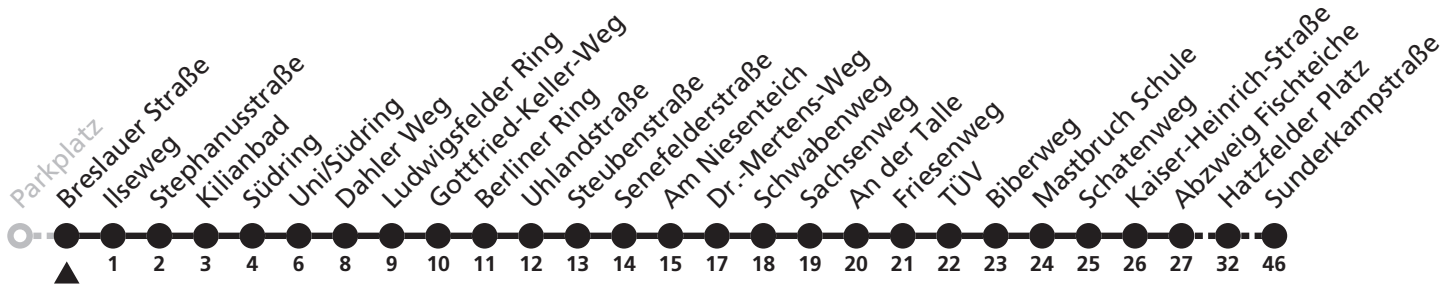 Parkplatz
Breslauer Straße
Ilseweg
Stephanusstraße
Kilianbad
Südring
Uni/Südring
Dahler Weg
Ludwigsfelder Ring
Gottfried-Keller-Weg
Berliner Ring
Uhlandstraße
Steubenstraße
Senefelderstraße
Am Niesenteich
Dr.-Mertens-Weg
Schwabenweg
Sachsenweg
An der Talle
Friesenweg
TÜV
Biberweg
Mastbruch Schule
Schatenweg
Kaiser-Heinrich-Straße
Abzweig Fischteiche
Hatzfelder Platz
Sunderkampstraße
1 2 3 4 6 8 9 10 11 12 13 14 15 17 18 19 20 21 22 23 24 25 26 27 32 46